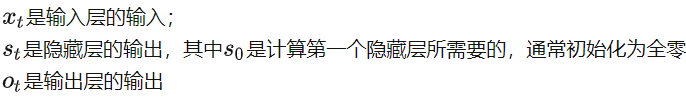 x_t是输入层的输入；
s_t是隐藏层的输出，其中s_0是计算第一个隐藏层所需要的，通常初始化为全零
o_t是输出层的输出